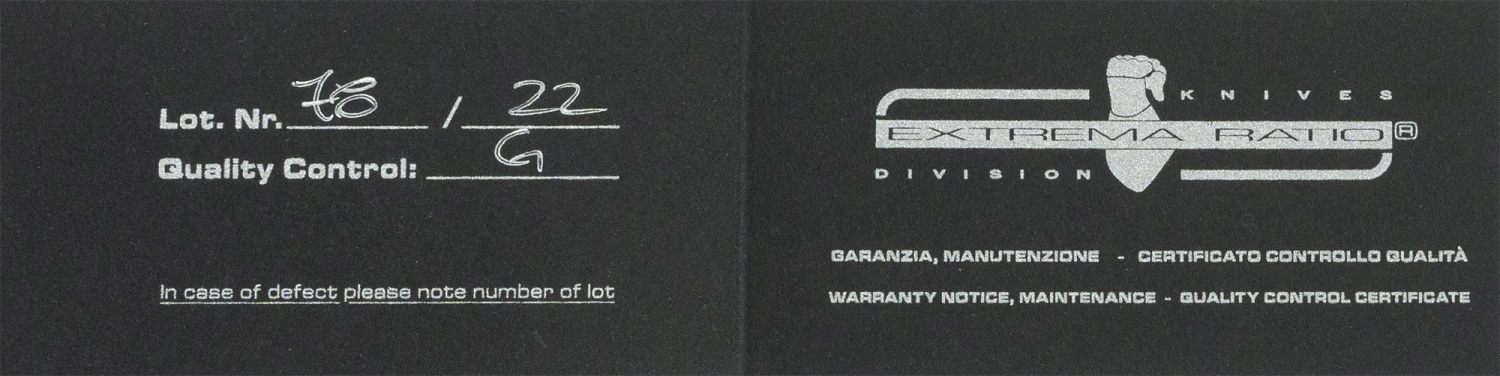 Lot. Nr. 78 / 22
Quality Control: G
In case of defect please note number of lot
KNIVES
EXTREMA RATIO ®
DIVISION
GARANZIA, MANUTENZIONE - CERTIFICATO CONTROLLO QUALITÀ
WARRANTY NOTICE, MAINTENANCE - QUALITY CONTROL CERTIFICATE